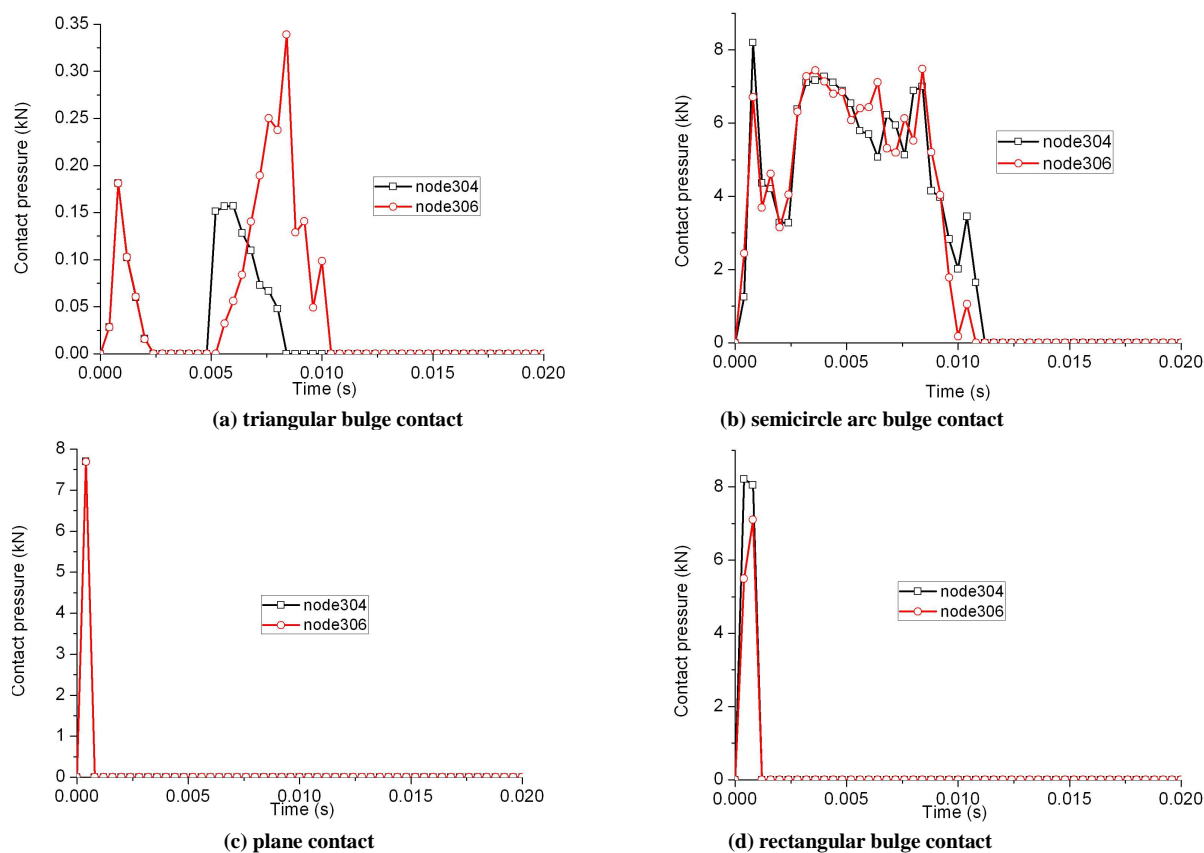 0.35
0.30
0.25
0.20
0.15
0.10
0.05
0.00
Contact pressure (kN)
node304
node306
0.000 0.005 0.010 0.015 0.020
Time (s)
(a) triangular bulge contact
8
6
4
2
0
Contact pressure (kN)
node304
node306
0.000 0.005 0.010 0.015 0.020
Time (s)
(b) semicircle arc bulge contact
8
7
6
5
4
3
2
1
0
Contact pressure (kN)
node304
node306
0.000 0.005 0.010 0.015 0.020
Time (s)
(c) plane contact
8
6
4
2
0
Contact pressure (kN)
node304
node306
0.000 0.005 0.010 0.015 0.020
Time (s)
(d) rectangular bulge contact